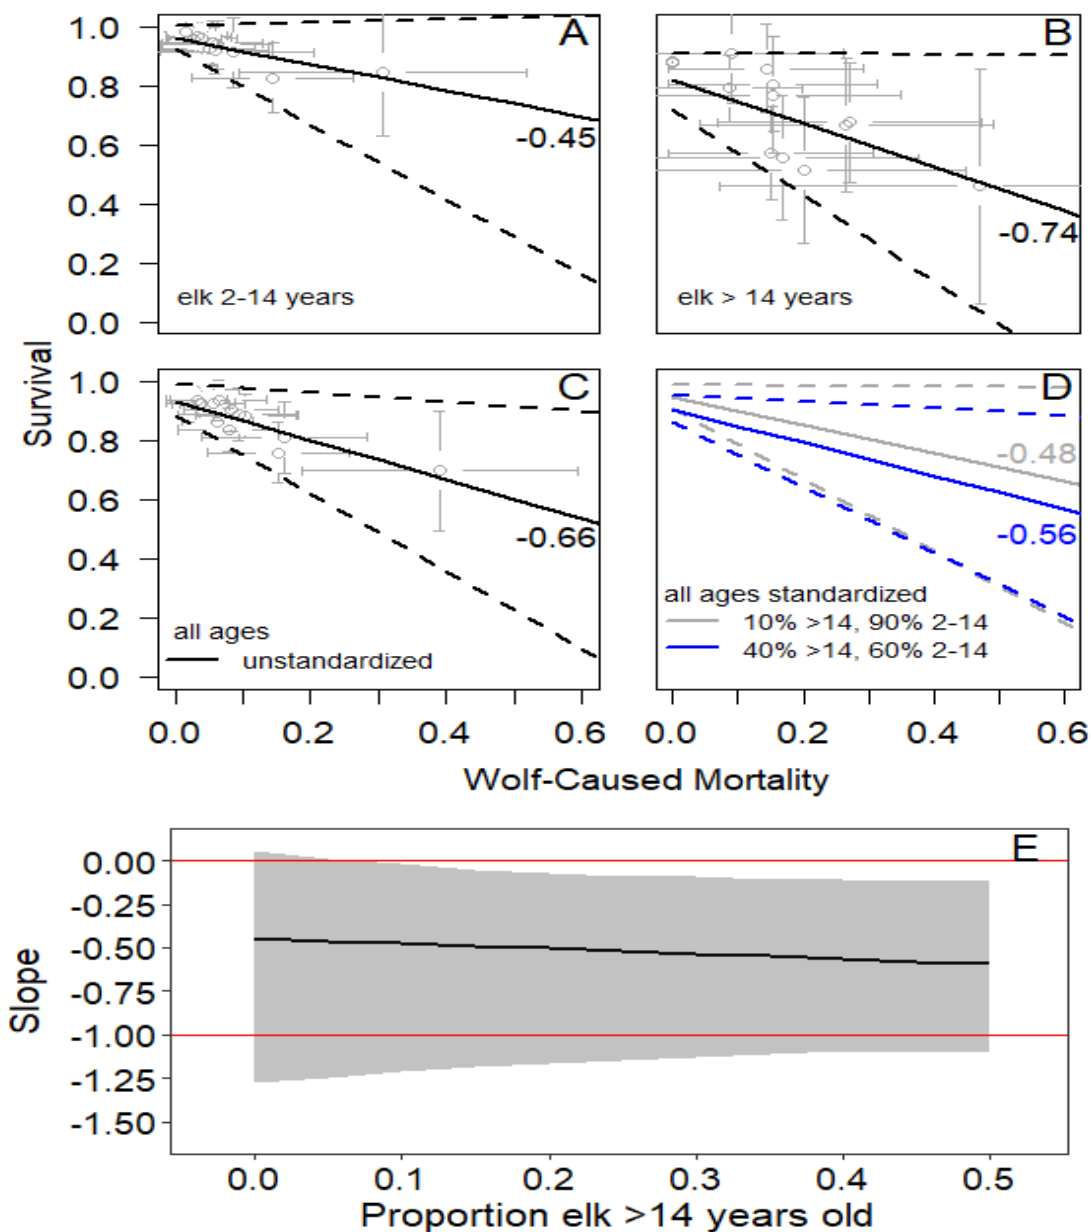 A
B
1.0
0.8
0.6
0.4
0.2
0.0
-0.45
-0.74
elk 2-14 years
elk > 14 years
Survival
C
D
1.0
0.8
0.6
0.4
0.2
0.0
-0.66
-0.48
-0.56
all ages
unstandardized
all ages standardized
10% >14, 90% 2-14
40% >14, 60% 2-14
0.0 0.2 0.4 0.6
0.0 0.2 0.4 0.6
Wolf-Caused Mortality
E
0.00
-0.25
-0.50
-0.75
-1.00
-1.25
-1.50
Slope
0.0 0.1 0.2 0.3 0.4 0.5
Proportion elk >14 years old